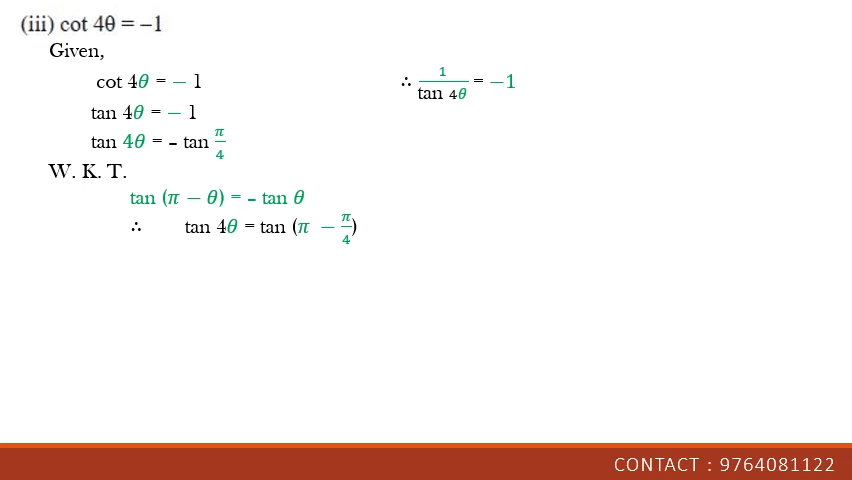 (iii) cot 4θ = −1
Given,
cot 4θ = − 1
∴ 1/tan 4θ = −1
tan 4θ = − 1
tan 4θ = – tan π/4
W. K. T.
tan (π − θ) = – tan θ
∴ tan 4θ = tan (π − π/4)
CONTACT : 9764081122